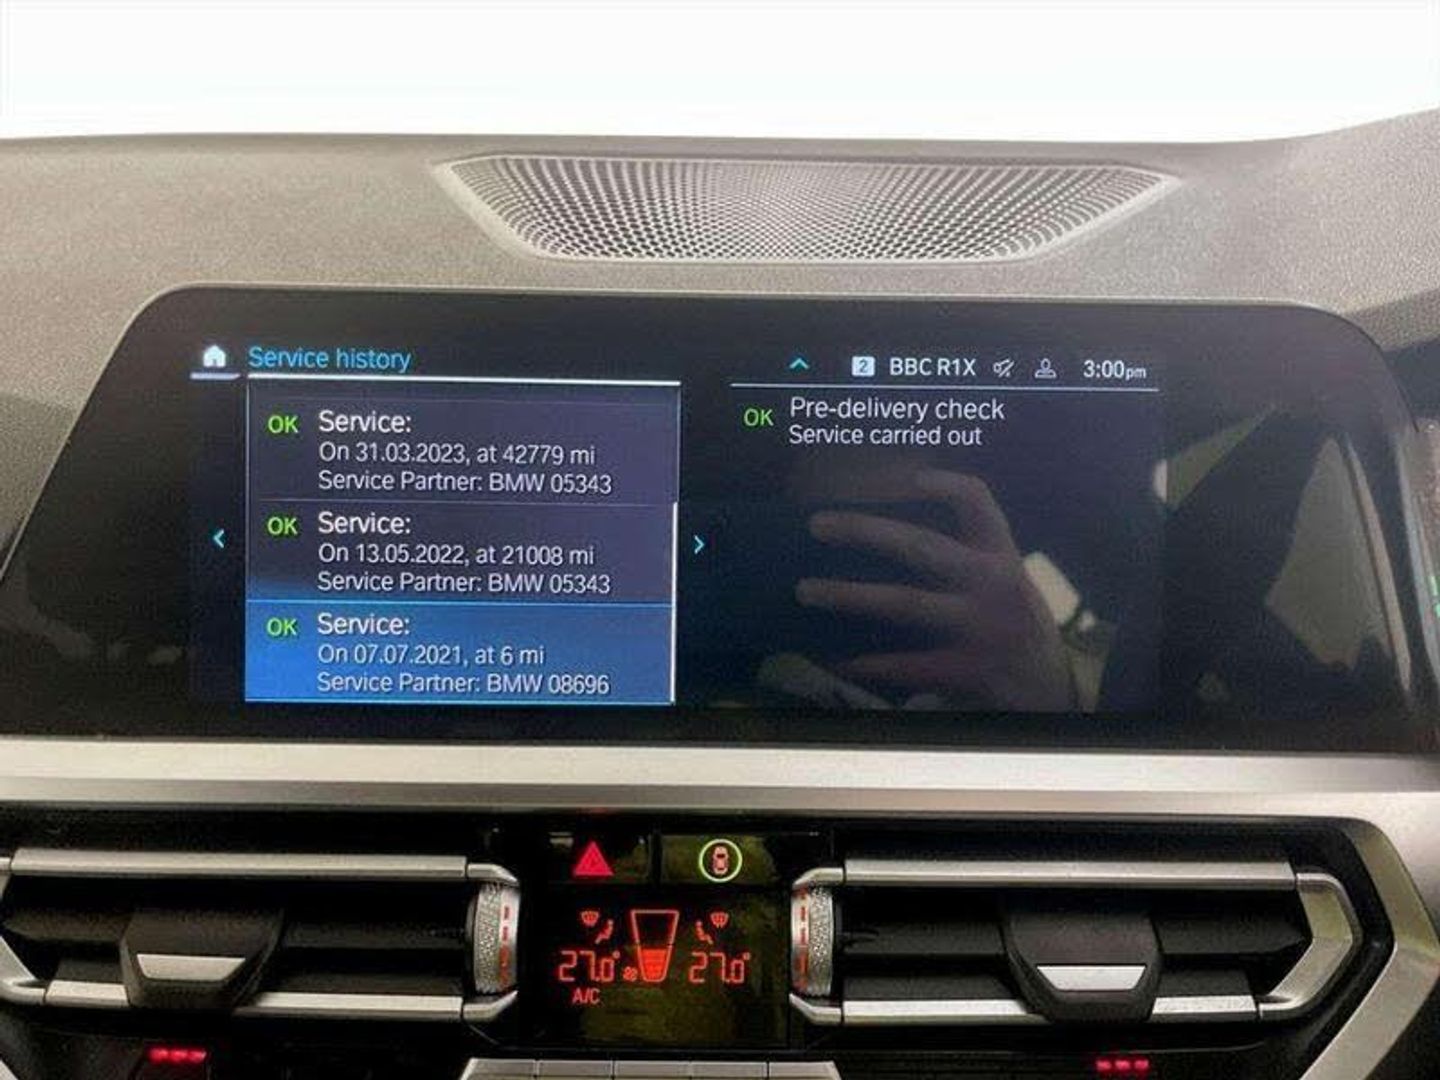 Service history
2 BBC R1X 3:00pm
OK Service:
On 31.03.2023, at 42779 mi
Service Partner: BMW 05343
OK Service:
On 13.05.2022, at 21008 mi
Service Partner: BMW 05343
OK Service:
On 07.07.2021, at 6 mi
Service Partner: BMW 08696
OK Pre-delivery check
Service carried out
27.0° 27.0°
A/C